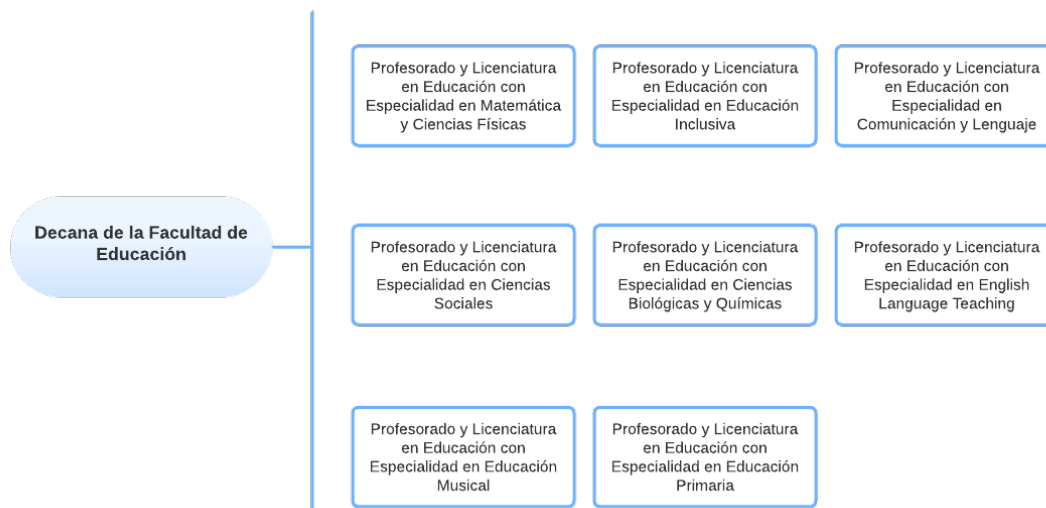 Profesorado y Licenciatura
en Educación con
Especialidad en Matemática
y Ciencias Físicas
Profesorado y Licenciatura
en Educación con
Especialidad en Educación
Inclusiva
Profesorado y Licenciatura
en Educación con
Especialidad en
Comunicación y Lenguaje
Decana de la Facultad de
Educación
Profesorado y Licenciatura
en Educación con
Especialidad en Ciencias
Sociales
Profesorado y Licenciatura
en Educación con
Especialidad en Ciencias
Biológicas y Químicas
Profesorado y Licenciatura
en Educación con
Especialidad en English
Language Teaching
Profesorado y Licenciatura
en Educación con
Especialidad en Educación
Musical
Profesorado y Licenciatura
en Educación con
Especialidad en Educación
Primaria